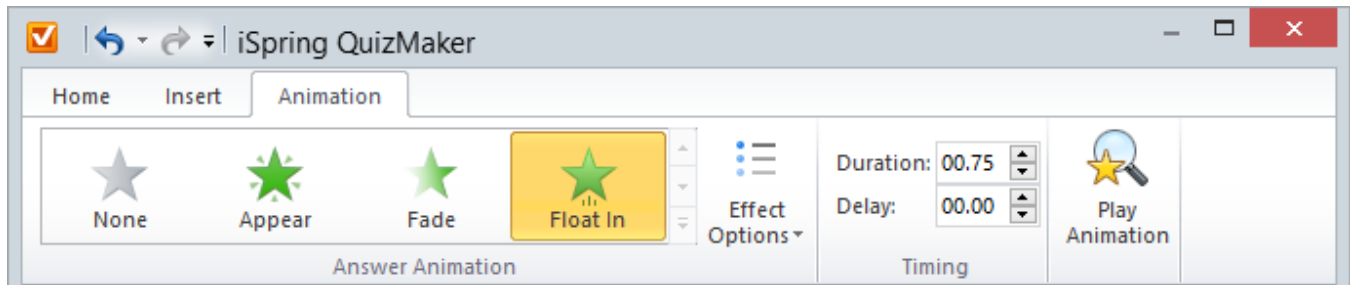 iSpring QuizMaker
Home Insert Animation
None Appear Fade Float In
Effect
Options
Duration: 00.75
Delay: 00.00
Play
Animation
Answer Animation
Timing